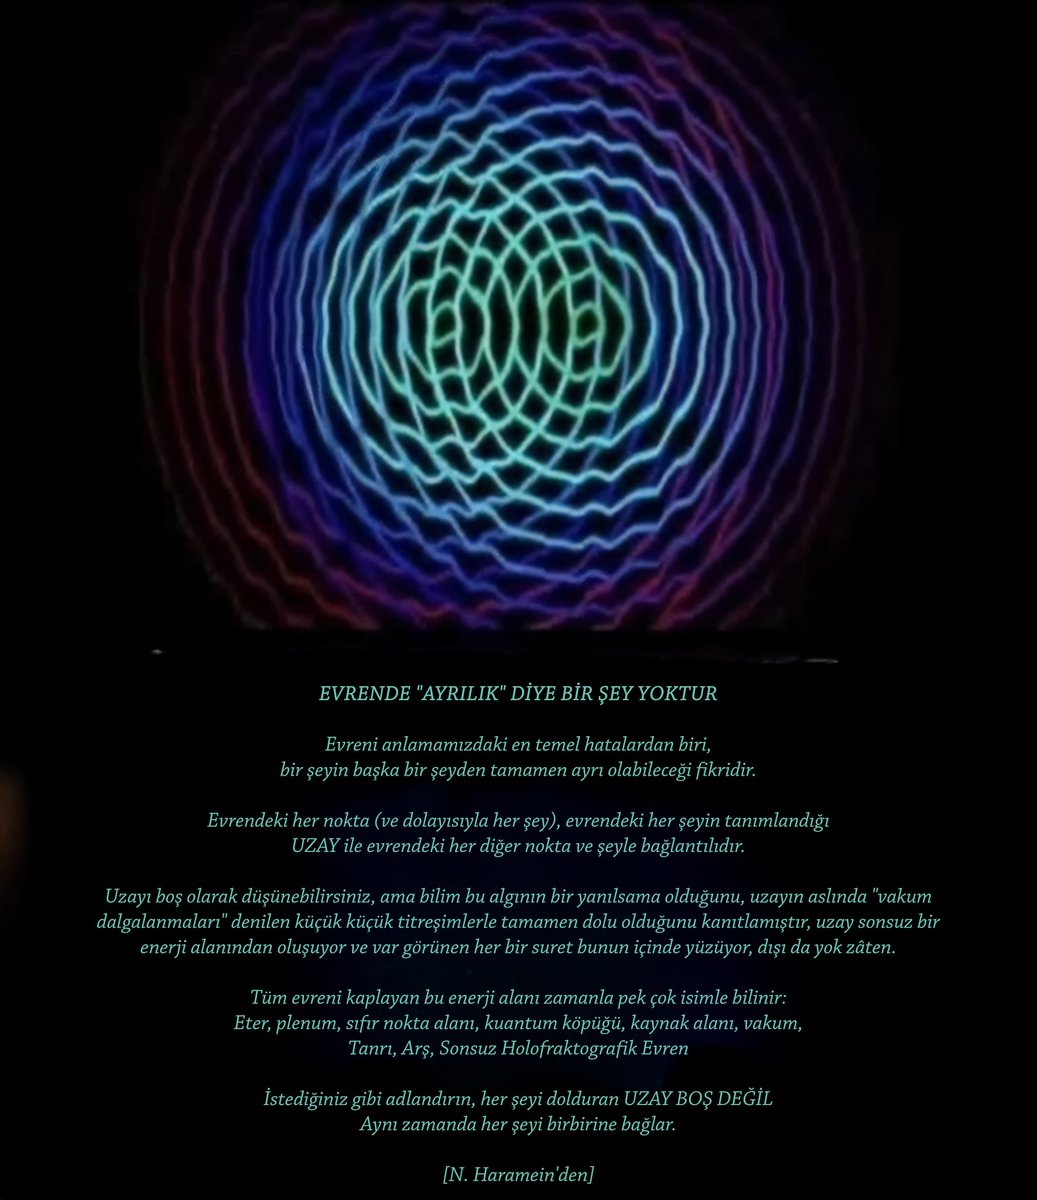 EVRENDE "AYRILIK" DİYE BİR ŞEY YOKTUR
Evreni anlamamızdaki en temel hatalardan biri,
bir şeyin başka bir şeyden tamamen ayrı olabileceği fikridir.
Evrendeki her nokta (ve dolayısıyla her şey), evrendeki her şeyin tanımlandığı
UZAY ile evrendeki her diğer nokta ve şeyle bağlantılıdır.
Uzayı boş olarak düşünebilirsiniz, ama bilim bu algının bir yanılsama olduğunu, uzayın aslında "vakum
dalgalanmaları" denilen küçük küçük titreşimlerle tamamen dolu olduğunu kanıtlamıştır, uzay sonsuz bir
enerji alanından oluşuyor ve var görünen her bir suret bunun içinde yüzüyor, dışı da yok zâten.
Tüm evreni kaplayan bu enerji alanı zamanla pek çok isimle bilinir:
Eter, plenum, sıfır nokta alanı, kuantum köpüğü, kaynak alanı, vakum,
Tanrı, Arş, Sonsuz Holofraktografik Evren
İstediğiniz gibi adlandırın, her şeyi dolduran UZAY BOŞ DEĞİL
Aynı zamanda her şeyi birbirine bağlar.
[N. Haramein'den]